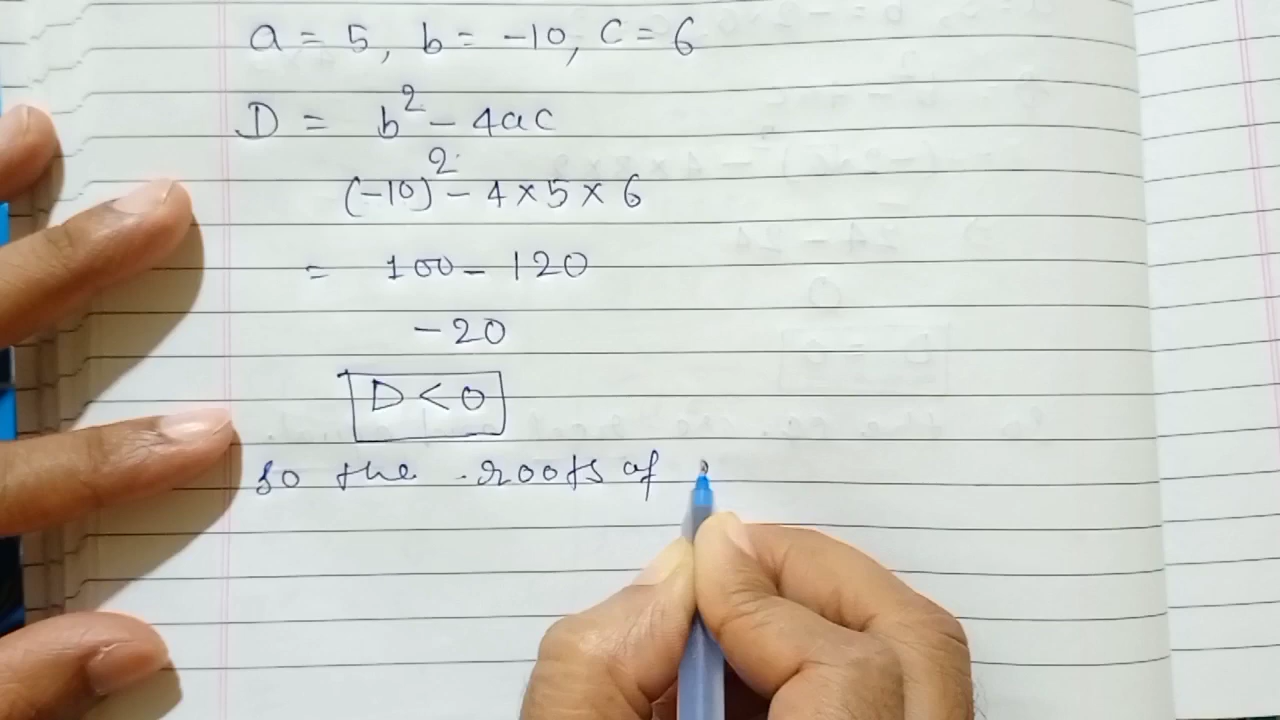 a = 5, b = -10, c = 6
D = b² - 4ac
(-10)² - 4 × 5 × 6
= 100 - 120
-20
D < 0
so the roots of